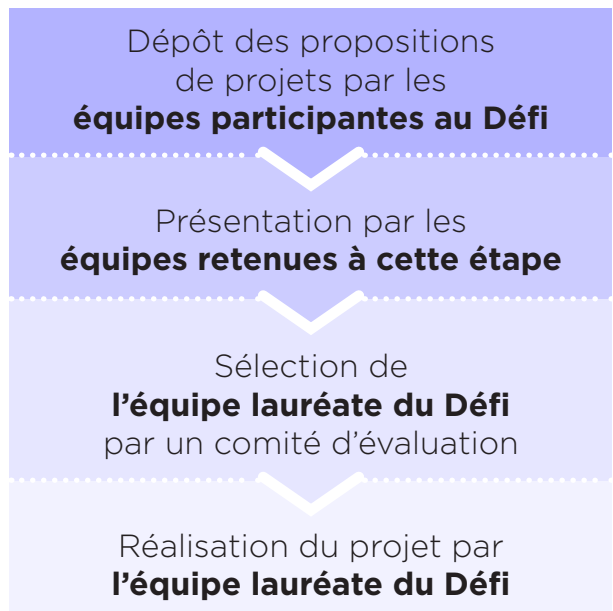 Dépôt des propositions
de projets par les
équipes participantes au Défi
Présentation par les
équipes retenues à cette étape
Sélection de
l’équipe lauréate du Défi
par un comité d’évaluation
Réalisation du projet par
l’équipe lauréate du Défi